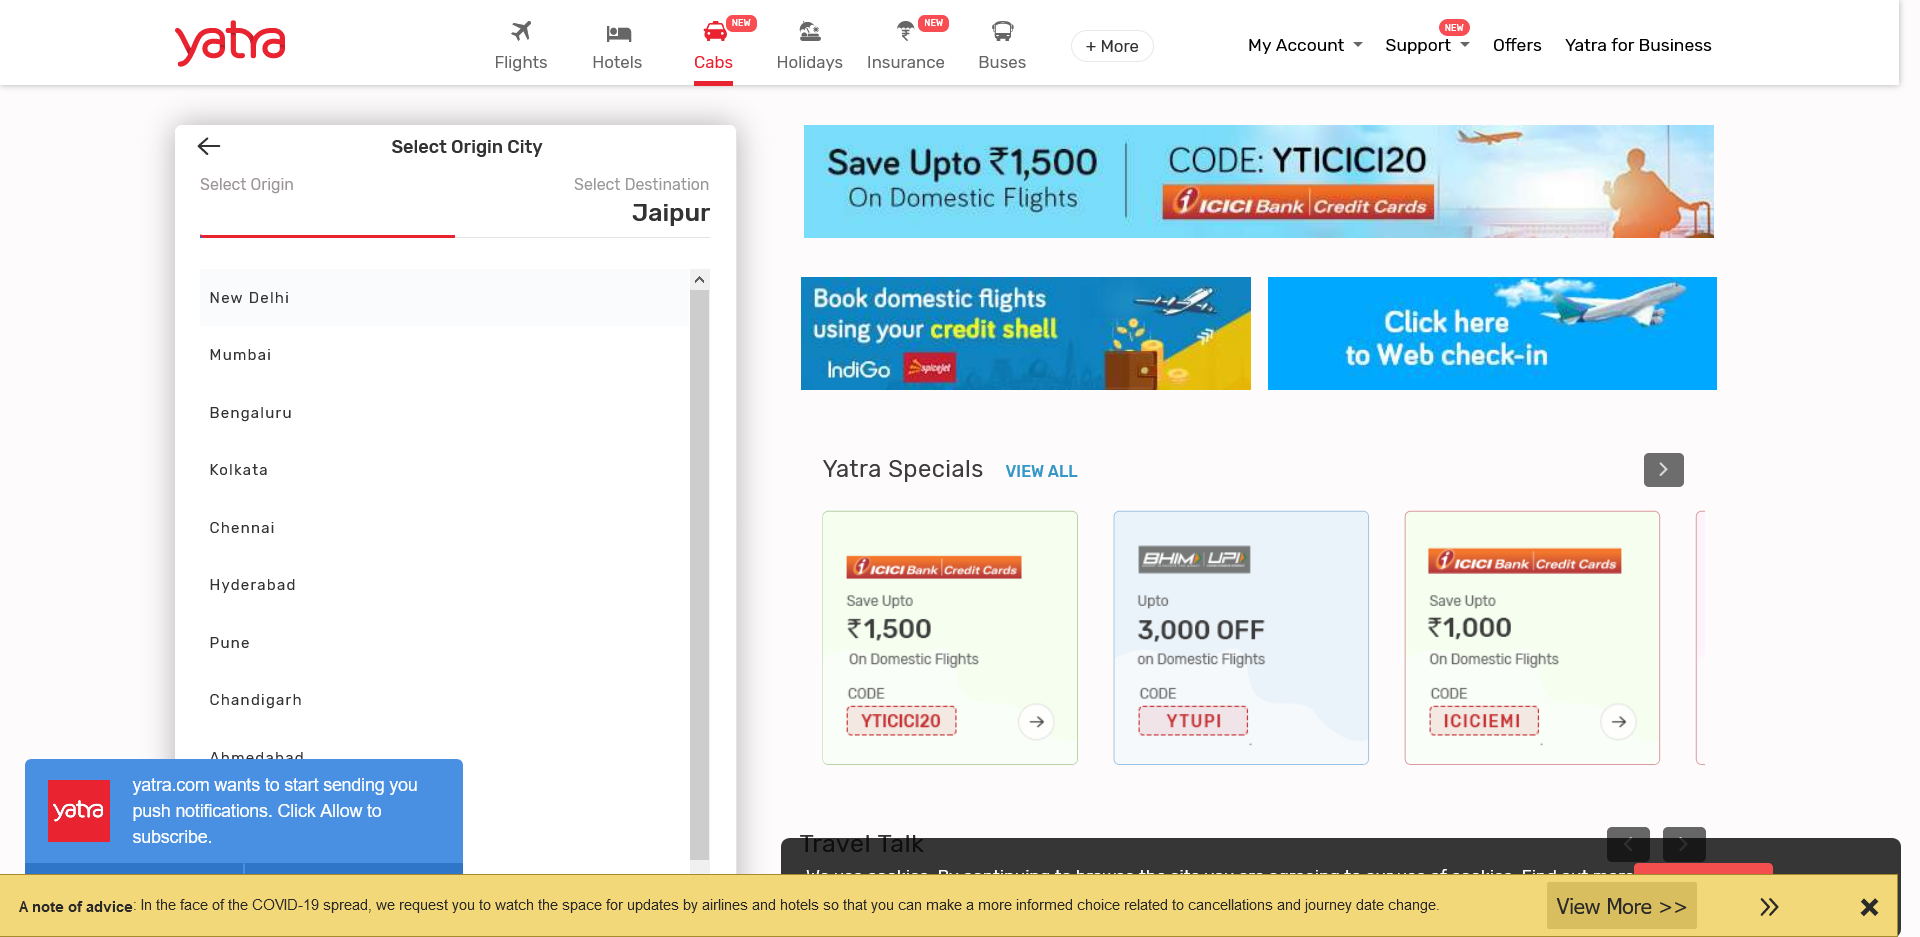 yatra
Flights
Hotels
NEW
Cabs
Holidays
NEW
Insurance
Buses
+ More
My Account
NEW
Support
Offers
Yatra for Business
Select Origin City
Select Origin
Select Destination
Jaipur
New Delhi
Mumbai
Bengaluru
Kolkata
Chennai
Hyderabad
Pune
Chandigarh
Ahmedabad
Save Upto ₹1,500
On Domestic Flights
CODE: YTICICI20
ICICI Bank Credit Cards
Book domestic flights
using your credit shell
IndiGo spicejet
Click here
to Web check-in
Yatra Specials VIEW ALL
ICICI Bank Credit Cards
Save Upto
₹1,500
On Domestic Flights
CODE
YTICICI20
BHIM UPI
Upto
3,000 OFF
on Domestic Flights
CODE
YTUPI
ICICI Bank Credit Cards
Save Upto
₹1,000
On Domestic Flights
CODE
ICICIEMI
Travel Talk
yatra
yatra.com wants to start sending you
push notifications. Click Allow to
subscribe.
We use cookies. By continuing to browse the site you are agreeing to our use of cookies. Find out more
A note of advice: In the face of the COVID-19 spread, we request you to watch the space for updates by airlines and hotels so that you can make a more informed choice related to cancellations and journey date change.
View More >>